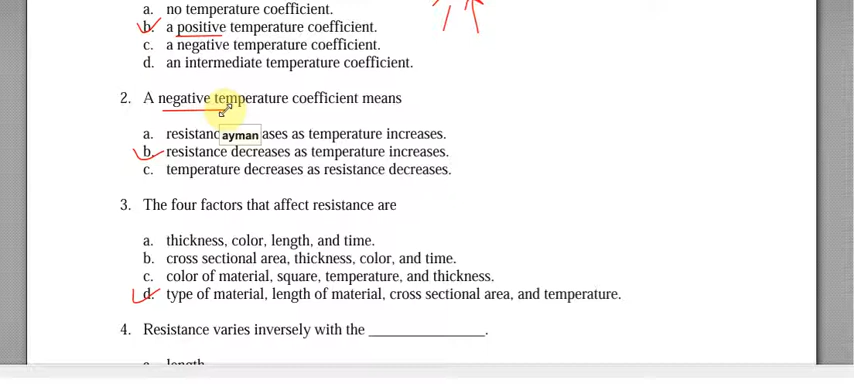 a. no temperature coefficient.
b. a positive temperature coefficient.
c. a negative temperature coefficient.
d. an intermediate temperature coefficient.
2. A negative temperature coefficient means
a. resistanc ayman ases as temperature increases.
b. resistance decreases as temperature increases.
c. temperature decreases as resistance decreases.
3. The four factors that affect resistance are
a. thickness, color, length, and time.
b. cross sectional area, thickness, color, and time.
c. color of material, square, temperature, and thickness.
d. type of material, length of material, cross sectional area, and temperature.
4. Resistance varies inversely with the ________________.
a. length